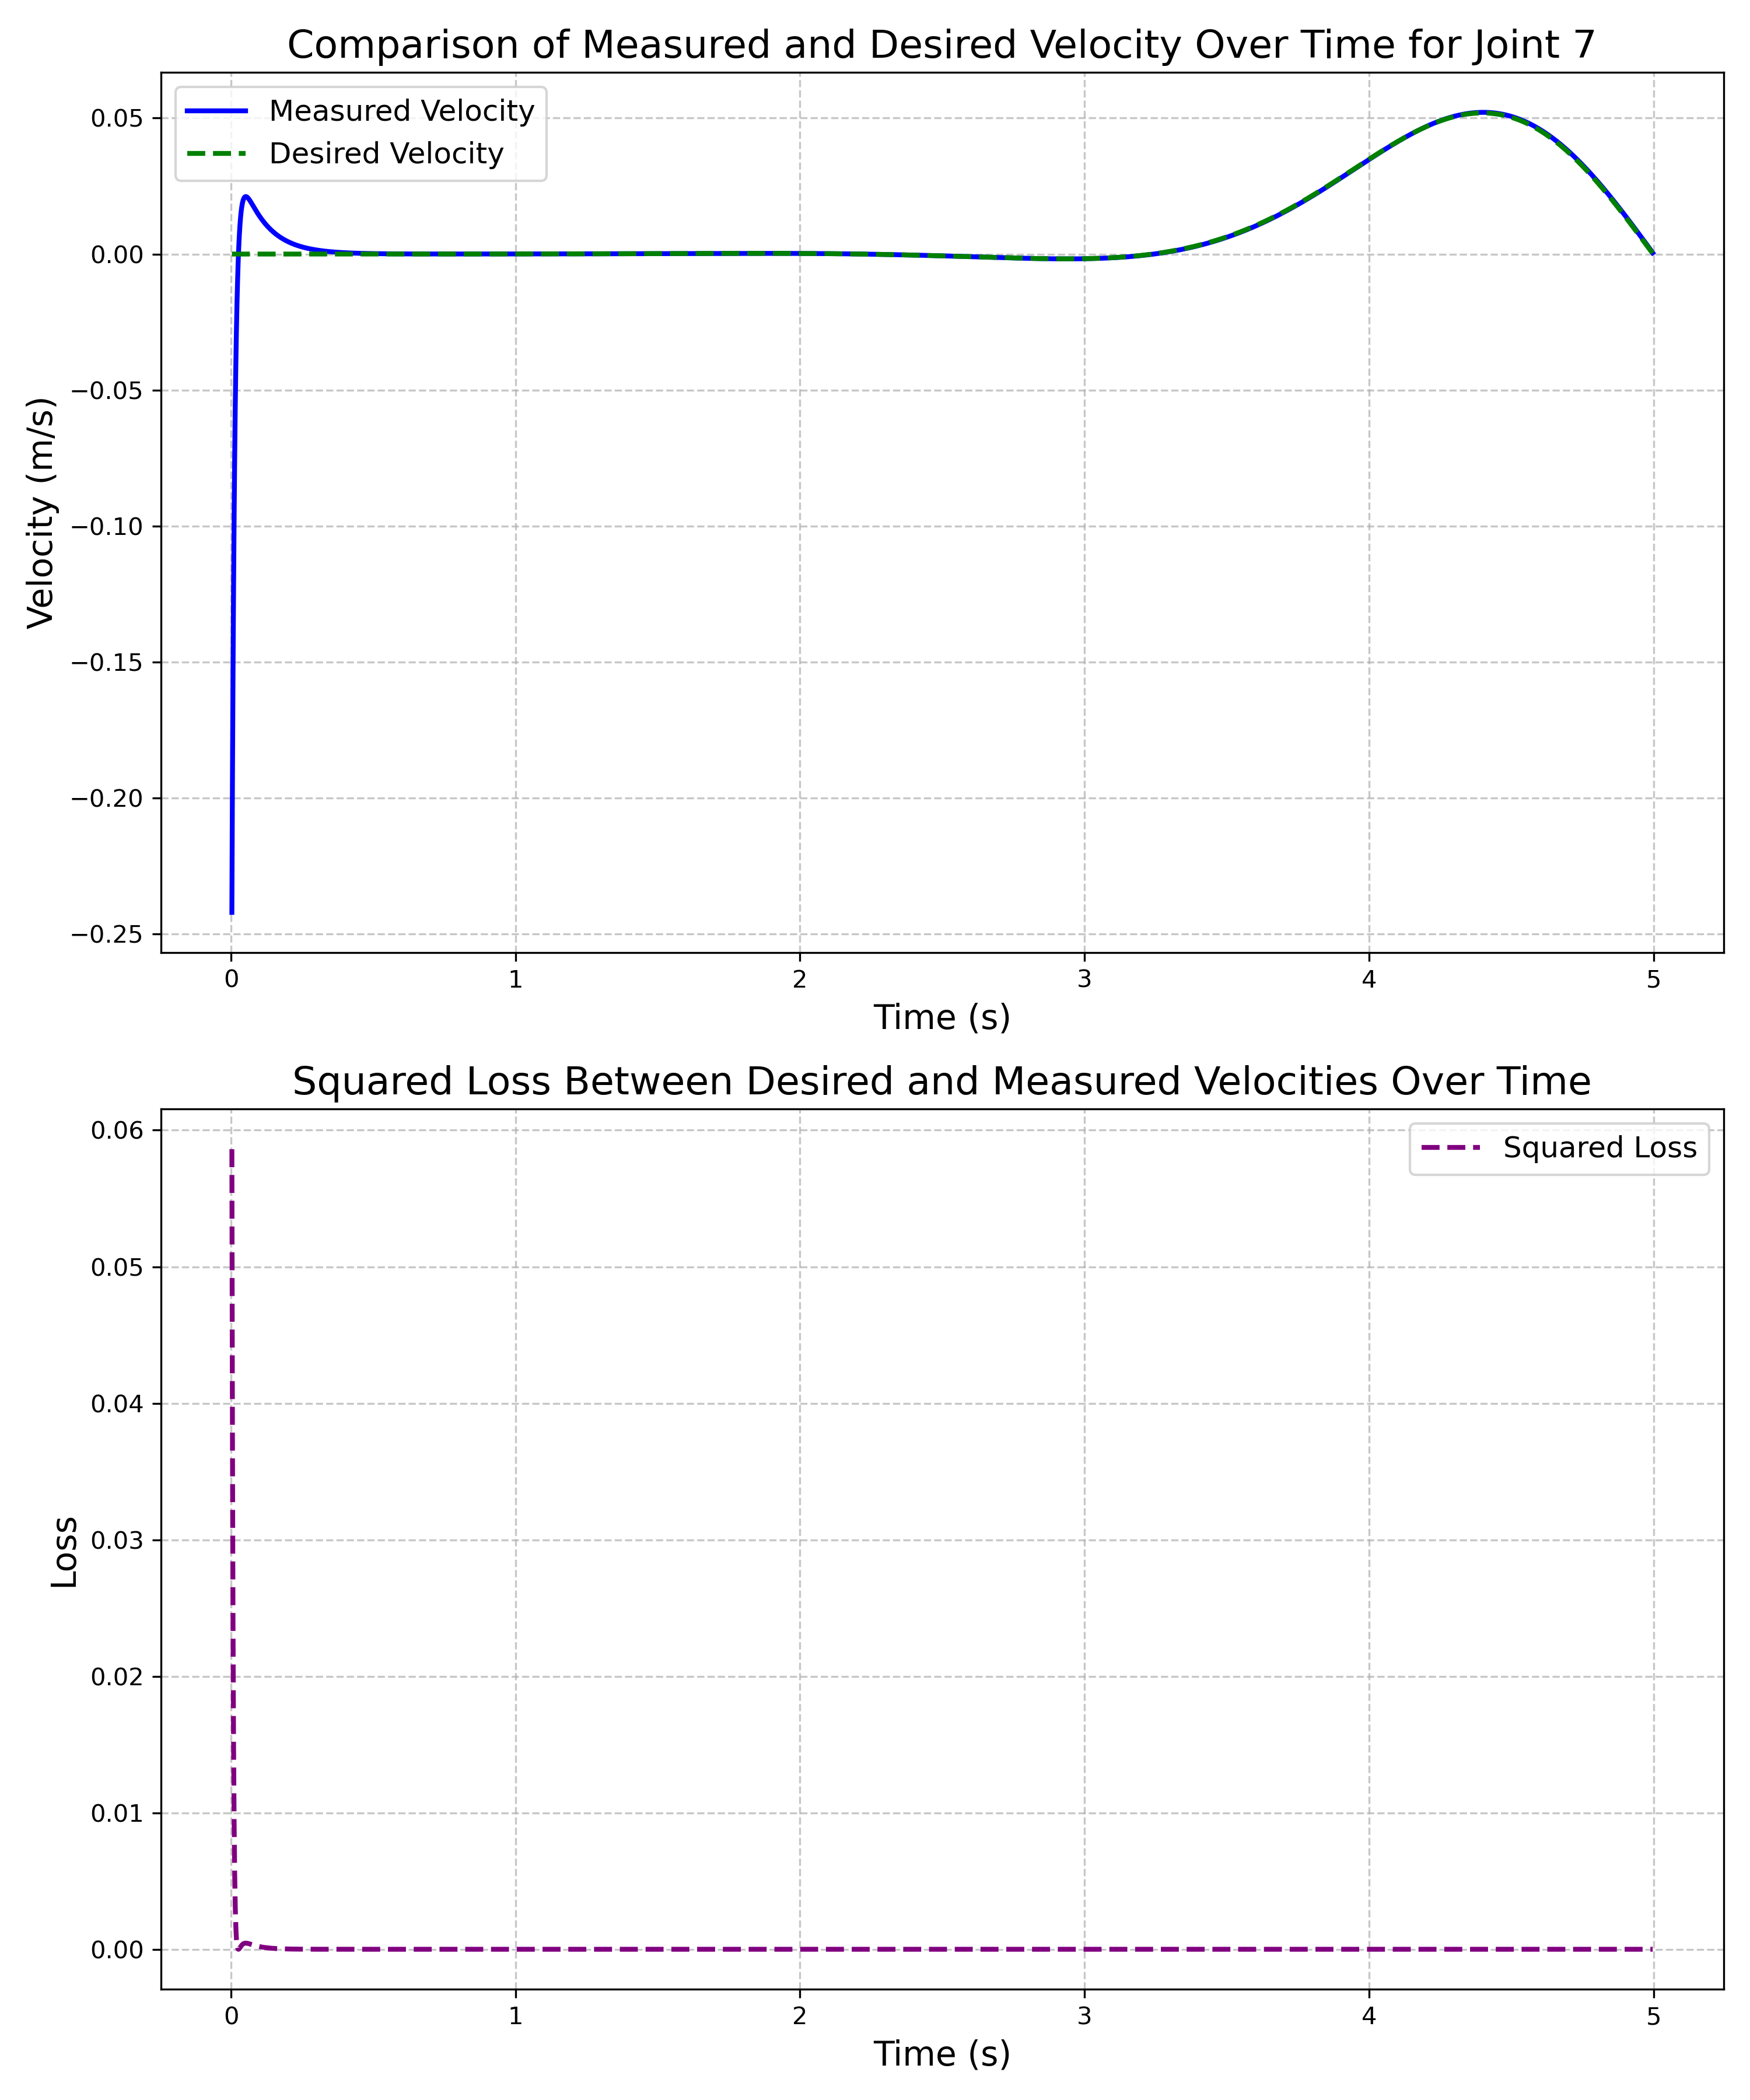 Comparison of Measured and Desired Velocity Over Time for Joint 7
Measured Velocity
Desired Velocity
0.05
0.00
−0.05
−0.10
−0.15
−0.20
−0.25
Velocity (m/s)
0 1 2 3 4 5
Time (s)
Squared Loss Between Desired and Measured Velocities Over Time
Squared Loss
0.06
0.05
0.04
0.03
0.02
0.01
0.00
Loss
0 1 2 3 4 5
Time (s)